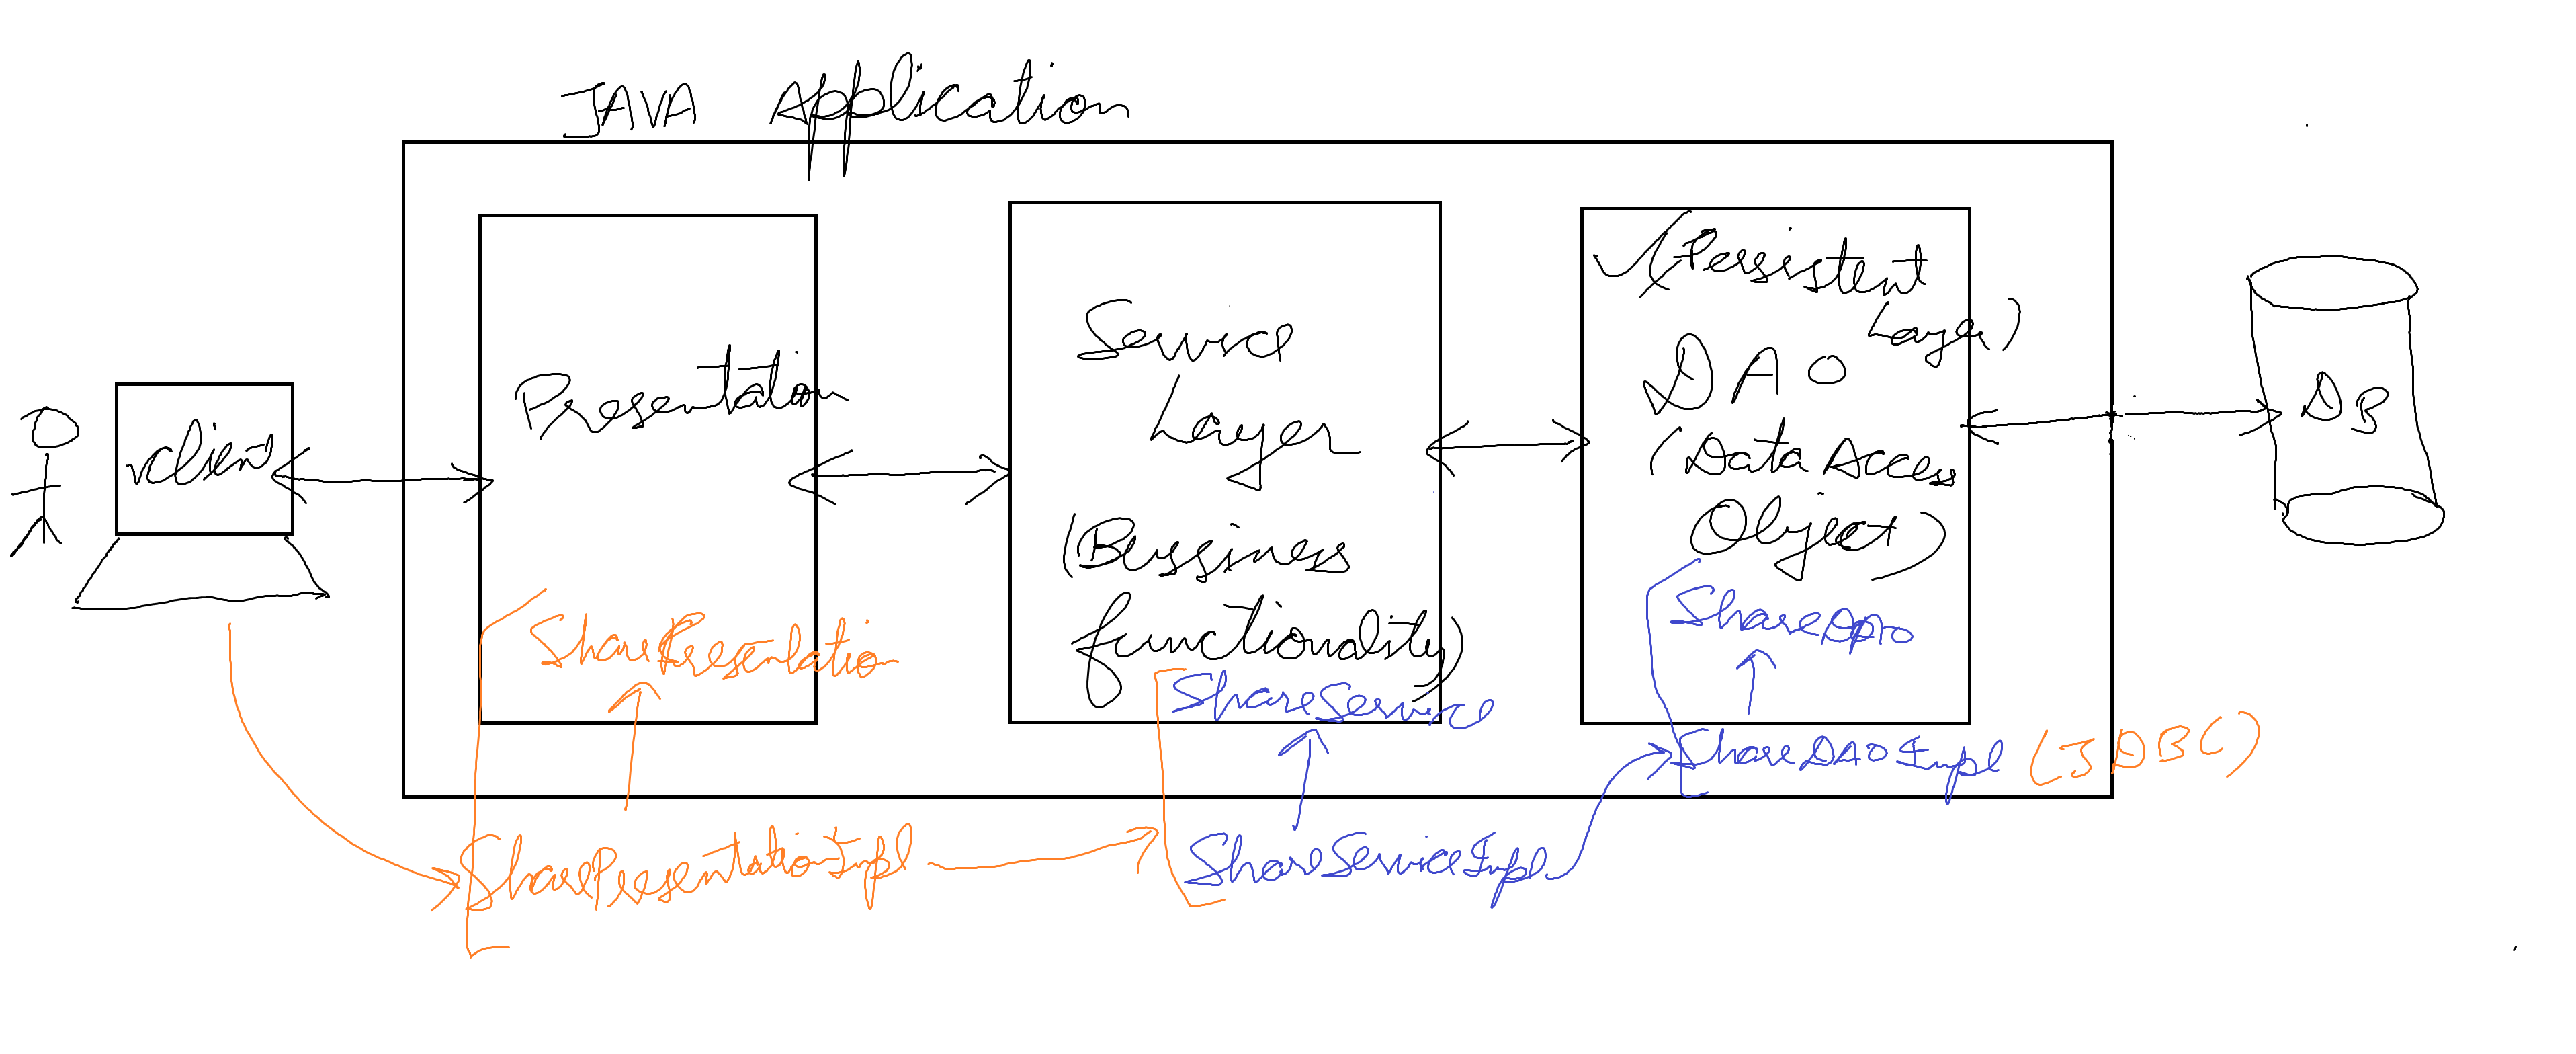 JAVA Application
client
Presentation
SharePresentation
SharePresentationImpl
Service
Layer
(Bussiness
functionality)
ShareService
ShareServiceImpl
(Persistent
Layer)
DAO
(Data Access
Object)
ShareDAO
ShareDAOImpl (JDBC)
DB